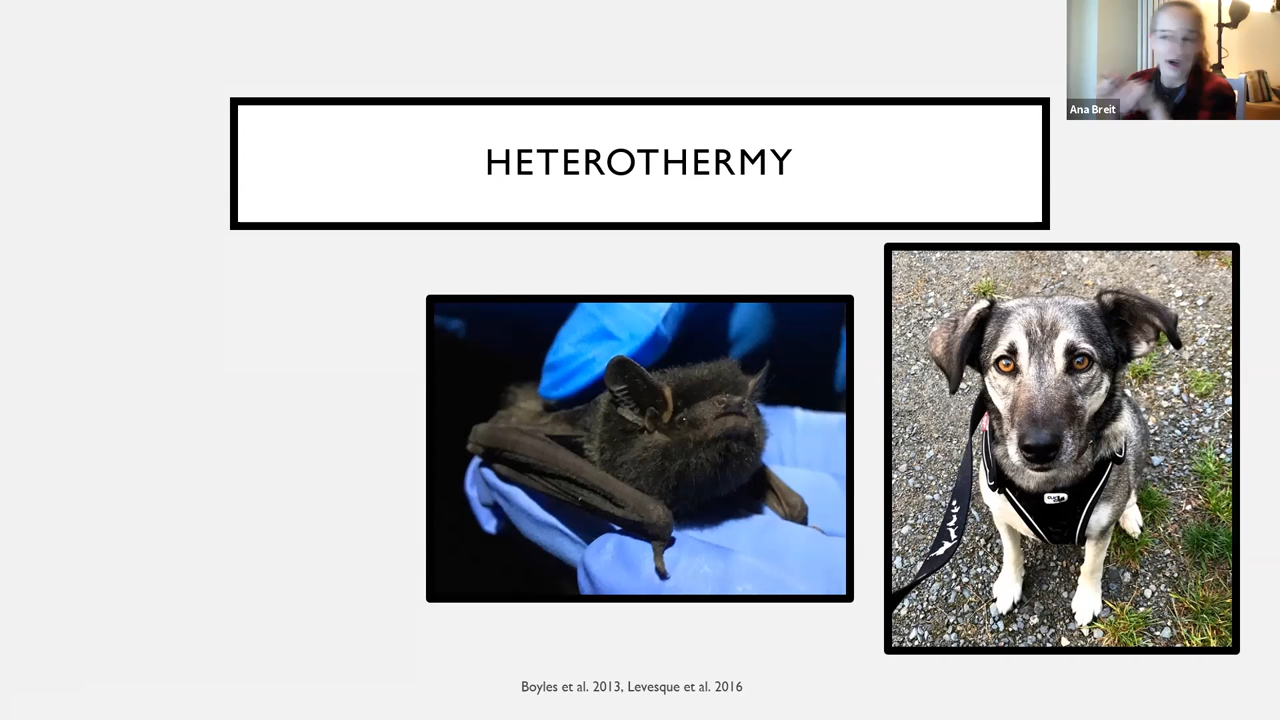 Ana Breit
HETEROTHERMY
Boyles et al. 2013, Levesque et al. 2016